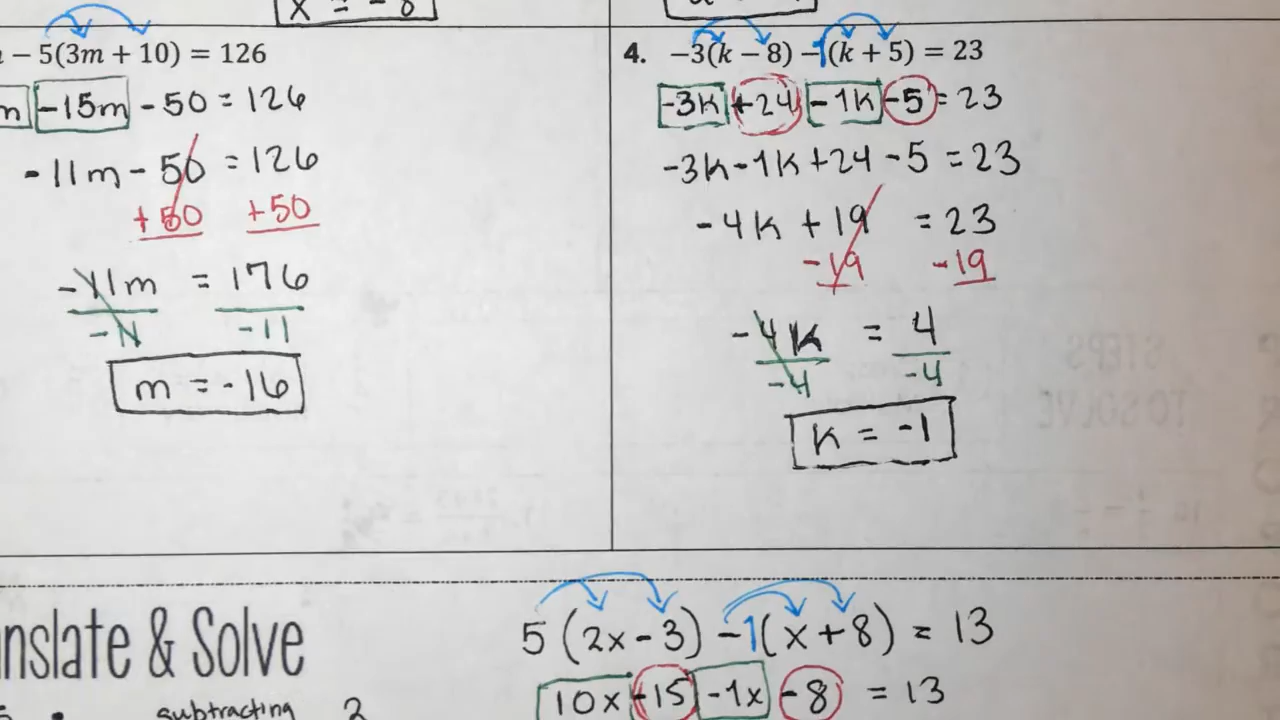 x = -8
− 5(3m + 10) = 126
-15m - 50 = 126
-11m - 50 = 126
+50 +50
-11m = 176
-11 -11
m = -16
4. −3(k − 8) −1(k + 5) = 23
-3k +24 -1k -5 = 23
-3k-1k+24-5 = 23
-4k + 19 = 23
-19 -19
-4k = 4
-4 -4
k = -1
STEPS
TO SOLVE
nslate & Solve
subtracting
5(2x-3) -1(x+8) = 13
10x -15 -1x -8 = 13